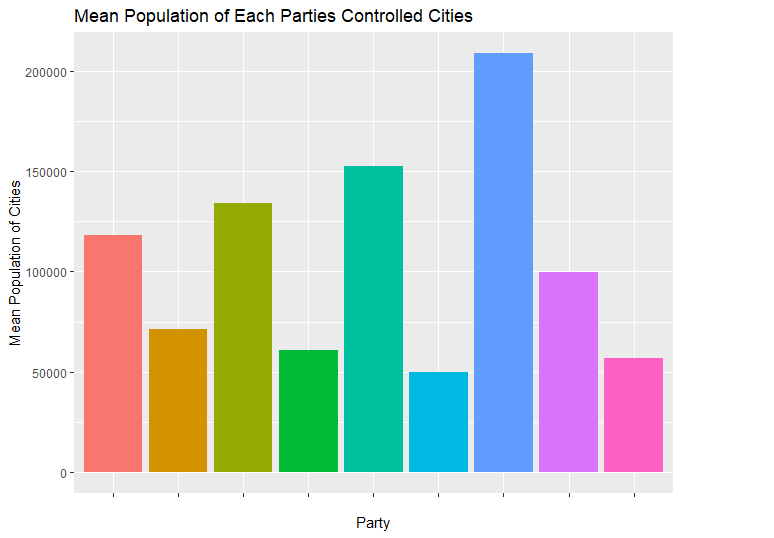 Mean Population of Each Parties Controlled Cities
Mean Population of Cities
200000
150000
100000
50000
0
Party